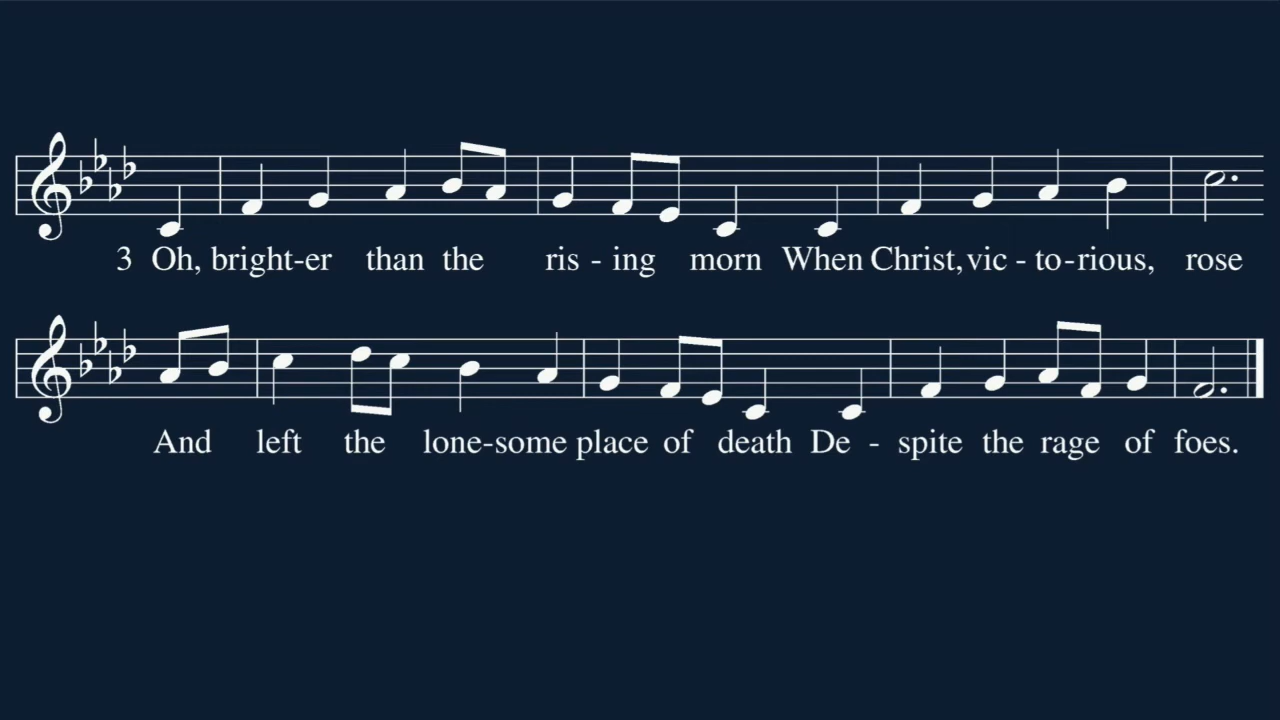 3 Oh, bright-er than the ris - ing morn When Christ, vic - to-rious, rose
And left the lone-some place of death De - spite the rage of foes.